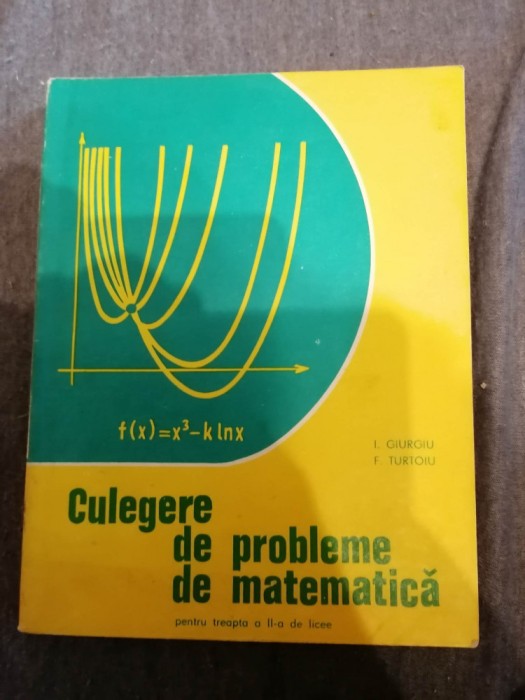 f(x)=x³-k lnx
I. GIURGIU
F. TURTOIU
Culegere
de probleme
de matematică
pentru treapta a II-a de licee